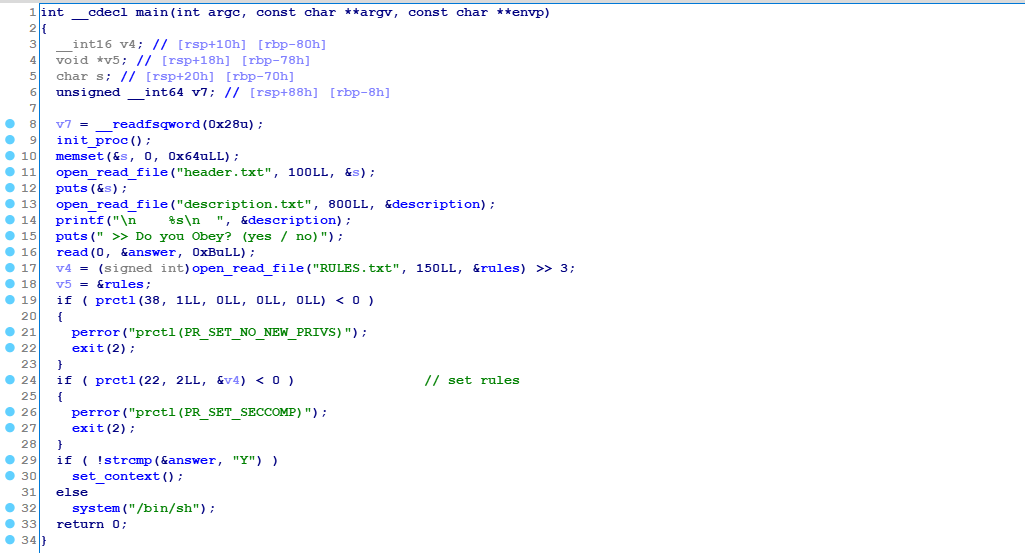 1 int __cdecl main(int argc, const char **argv, const char **envp)
2 {
3   __int16 v4; // [rsp+10h] [rbp-80h]
4   void *v5; // [rsp+18h] [rbp-78h]
5   char s; // [rsp+20h] [rbp-70h]
6   unsigned __int64 v7; // [rsp+88h] [rbp-8h]
7
8   v7 = __readfsqword(0x28u);
9   init_proc();
10   memset(&s, 0, 0x64uLL);
11   open_read_file("header.txt", 100LL, &s);
12   puts(&s);
13   open_read_file("description.txt", 800LL, &description);
14   printf("\n    %s\n  ", &description);
15   puts(" >> Do you Obey? (yes / no)");
16   read(0, &answer, 0xBuLL);
17   v4 = (signed int)open_read_file("RULES.txt", 150LL, &rules) >> 3;
18   v5 = &rules;
19   if ( prctl(38, 1LL, 0LL, 0LL, 0LL) < 0 )
20   {
21     perror("prctl(PR_SET_NO_NEW_PRIVS)");
22     exit(2);
23   }
24   if ( prctl(22, 2LL, &v4) < 0 )                // set rules
25   {
26     perror("prctl(PR_SET_SECCOMP)");
27     exit(2);
28   }
29   if ( !strcmp(&answer, "Y") )
30     set_context();
31   else
32     system("/bin/sh");
33   return 0;
34 }